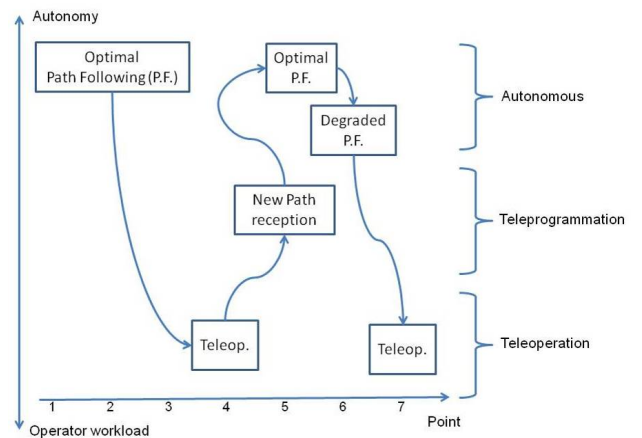 Autonomy
Optimal
Path Following (P.F.)
Optimal
P.F.
Degraded
P.F.
Autonomous
New Path
reception
Teleprogrammation
Teleop.
Teleop.
Teleoperation
1 2 3 4 5 6 7
Point
Operator workload